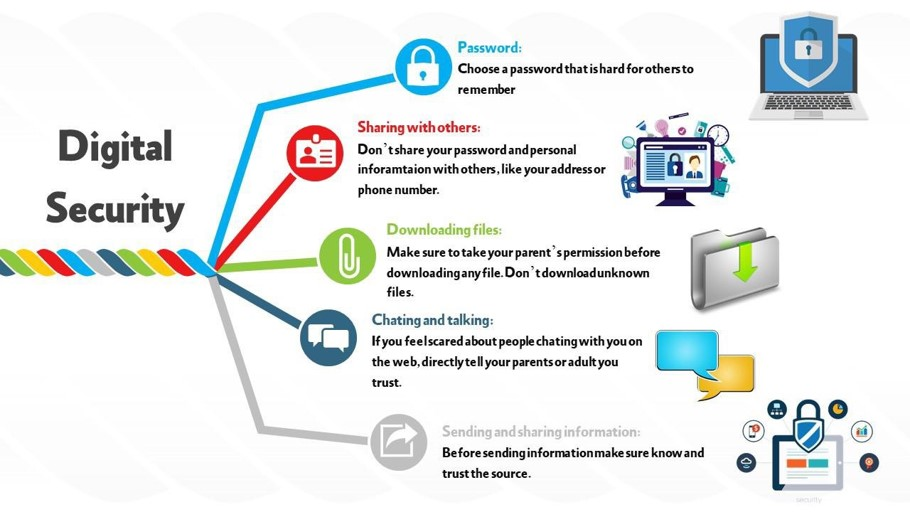 Digital
Security
Password:
Choose a password that is hard for others to
remember
Sharing with others:
Don't share your password and personal
inforamtaion with others, like your address or
phone number.
Downloading files:
Make sure to take your parent's permission before
downloading any file. Don't download unknown
files.
Chating and talking:
If you feel scared about people chating with you on
the web, directly tell your parents or adult you
trust.
Sending and sharing information:
Before sending information make sure know and
trust the source.
security